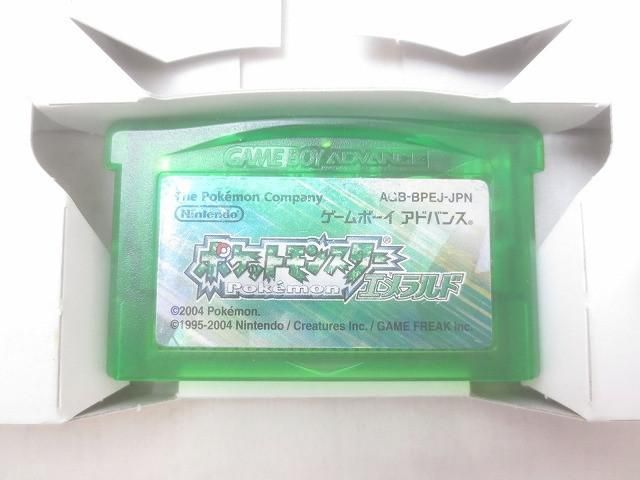 GAME BOY ADVANCE
The Pokémon Company
AGB-BPEJ-JPN
Nintendo®
ゲームボーイ アドバンス®
ポケットモンスター®
Pokémon
エメラルド
©2004 Pokémon.
©1995-2004 Nintendo / Creatures Inc. / GAME FREAK inc.